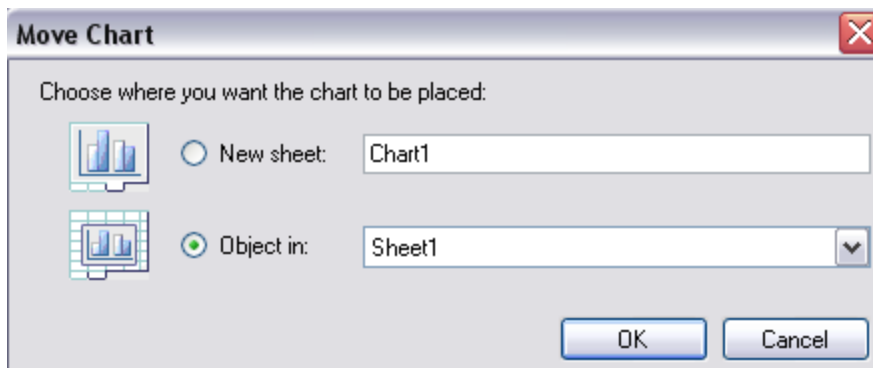 Move Chart
Choose where you want the chart to be placed:
New sheet: Chart1
Object in: Sheet1
OK Cancel